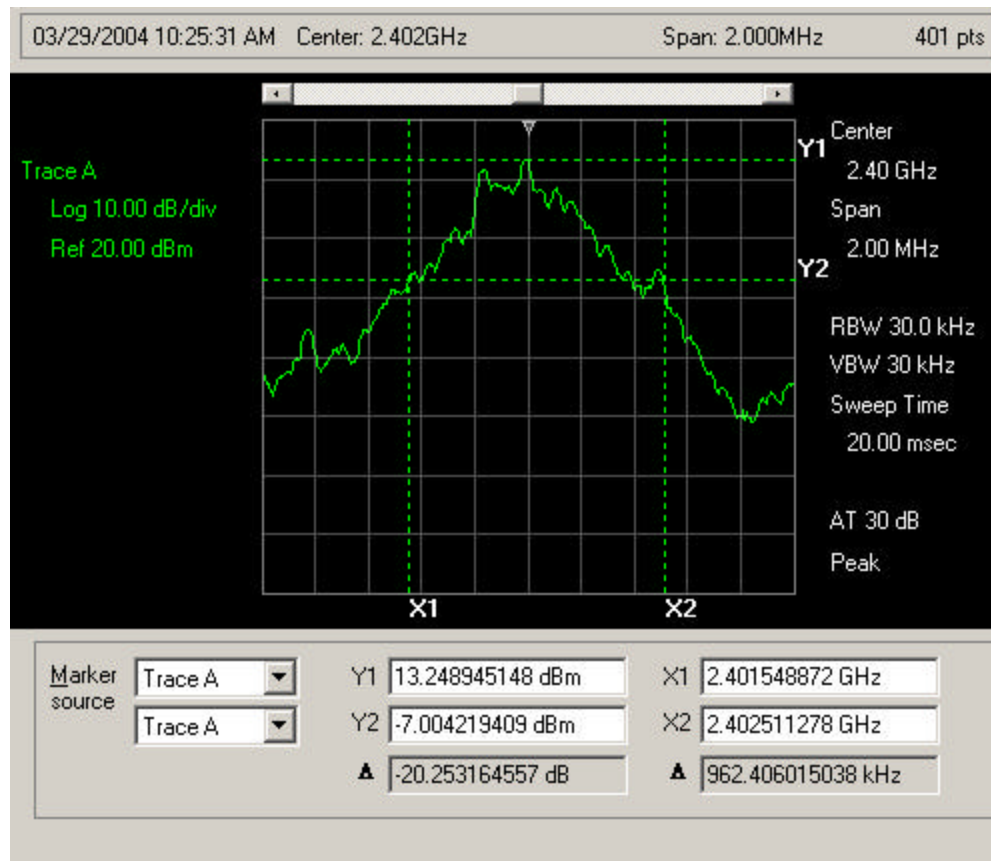 03/29/2004 10:25:31 AM Center: 2.402GHz Span: 2.000MHz 401 pts
Trace A
Log 10.00 dB/div
Ref 20.00 dBm
Y1
Y2
X1 X2
Center
2.40 GHz
Span
2.00 MHz
RBW 30.0 kHz
VBW 30 kHz
Sweep Time
20.00 msec
AT 30 dB
Peak
Marker source
Trace A
Trace A
Y1 13.248945148 dBm X1 2.401548872 GHz
Y2 -7.004219409 dBm X2 2.402511278 GHz
Δ -20.253164557 dB Δ 962.406015038 kHz